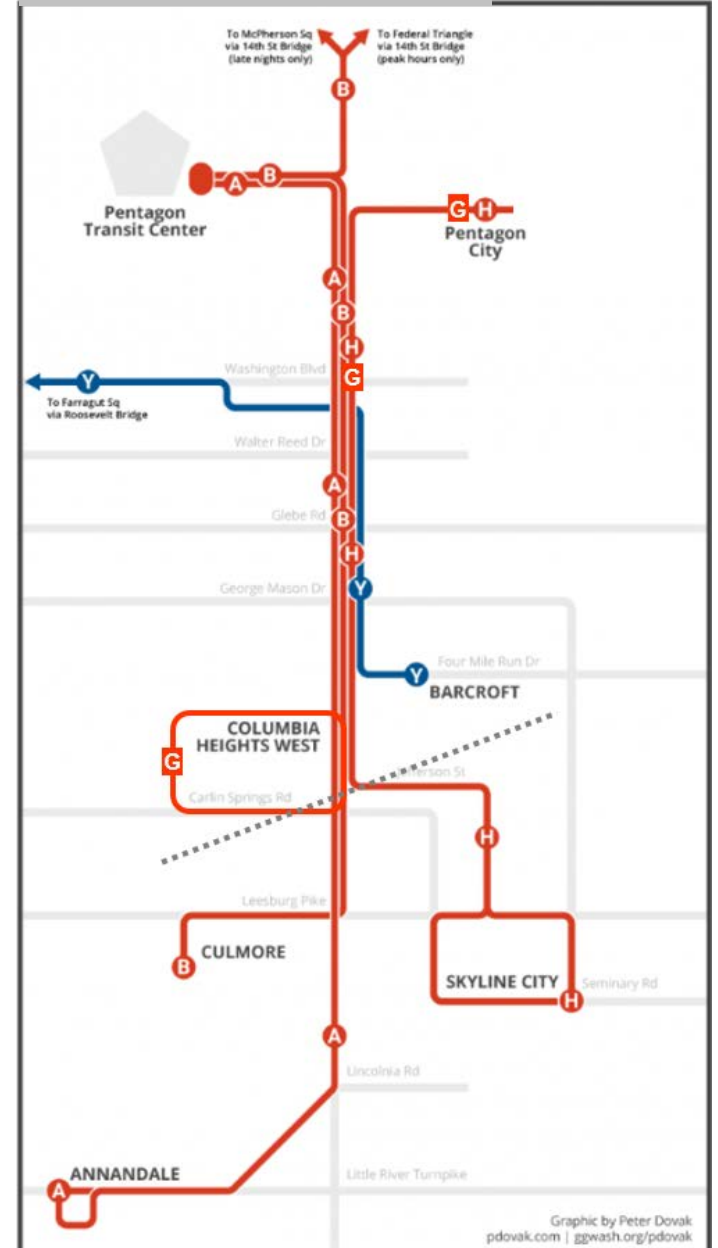 To McPherson Sq
via 14th St Bridge
(late nights only)
To Federal Triangle
via 14th St Bridge
(peak hours only)
B
B
A
Pentagon
Transit Center
G H
Pentagon
City
A
B
H
Washington Blvd
G
Y
To Farragut Sq
via Roosevelt Bridge
Walter Reed Dr
A
Glebe Rd
B
H
George Mason Dr
Y
Four Mile Run Dr
Y
BARCROFT
COLUMBIA
HEIGHTS WEST
G
Jefferson St
Carlin Springs Rd
H
Leesburg Pike
CULMORE
B
SKYLINE CITY
Seminary Rd
H
A
Lincolnia Rd
ANNANDALE
Little River Turnpike
A
Graphic by Peter Dovak
pdovak.com | ggwash.org/pdovak